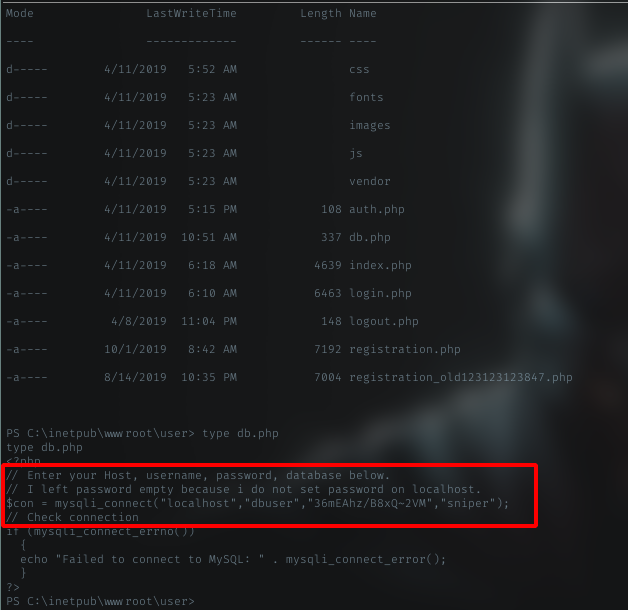 Mode                LastWriteTime         Length Name
----                -------------         ------ ----
d-----        4/11/2019   5:52 AM                css
d-----        4/11/2019   5:23 AM                fonts
d-----        4/11/2019   5:23 AM                images
d-----        4/11/2019   5:23 AM                js
d-----        4/11/2019   5:23 AM                vendor
-a----        4/11/2019   5:15 PM            108 auth.php
-a----        4/11/2019  10:51 AM            337 db.php
-a----        4/11/2019   6:18 AM           4639 index.php
-a----        4/11/2019   6:10 AM           6463 login.php
-a----         4/8/2019  11:04 PM            148 logout.php
-a----        10/1/2019   8:42 AM           7192 registration.php
-a----        8/14/2019  10:35 PM           7004 registration_old123123123847.php
PS C:\inetpub\wwwroot\user> type db.php
type db.php
<?php
// Enter your Host, username, password, database below.
// I left password empty because i do not set password on localhost.
$con = mysqli_connect("localhost","dbuser","36mEAhz/B8xQ~2VM","sniper");
// Check connection
if (mysqli_connect_errno())
  {
  echo "Failed to connect to MySQL: " . mysqli_connect_error();
  }
?>
PS C:\inetpub\wwwroot\user>